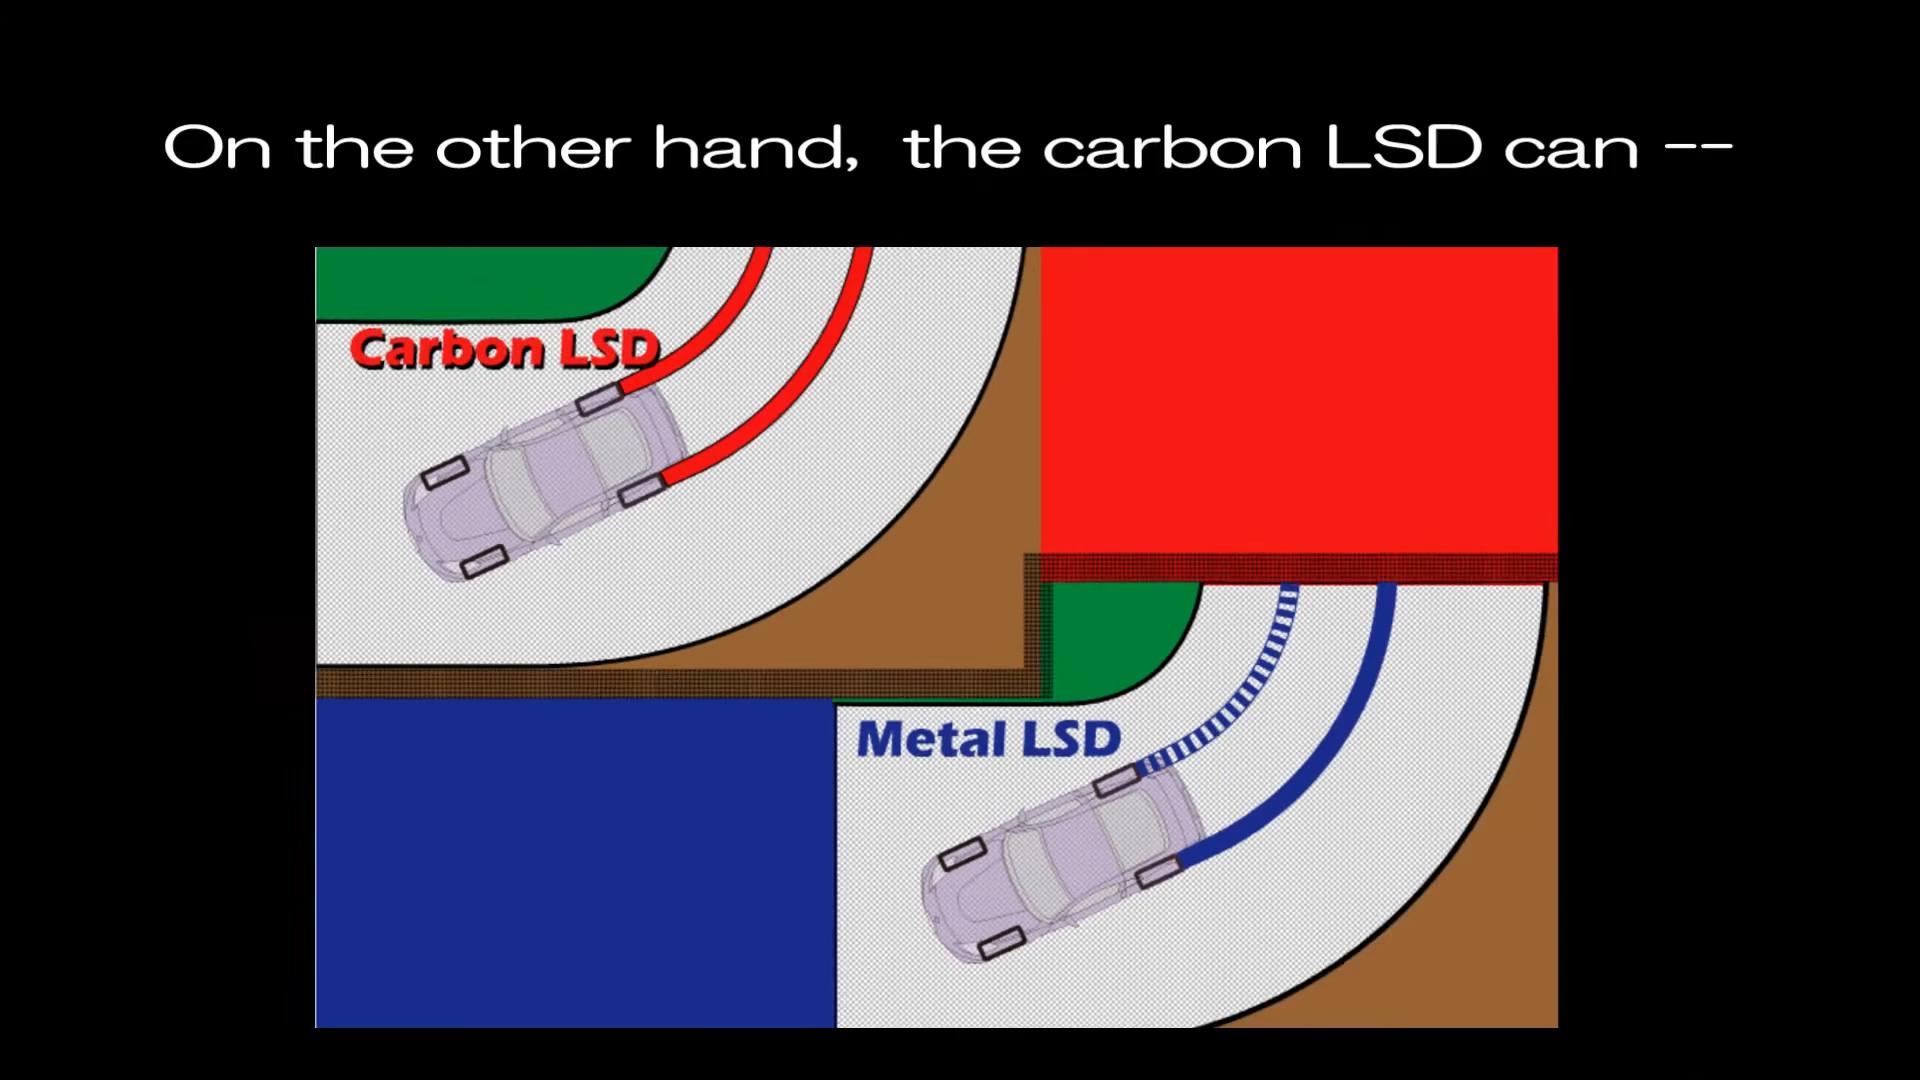 On the other hand, the carbon LSD can --
Carbon LSD
Metal LSD